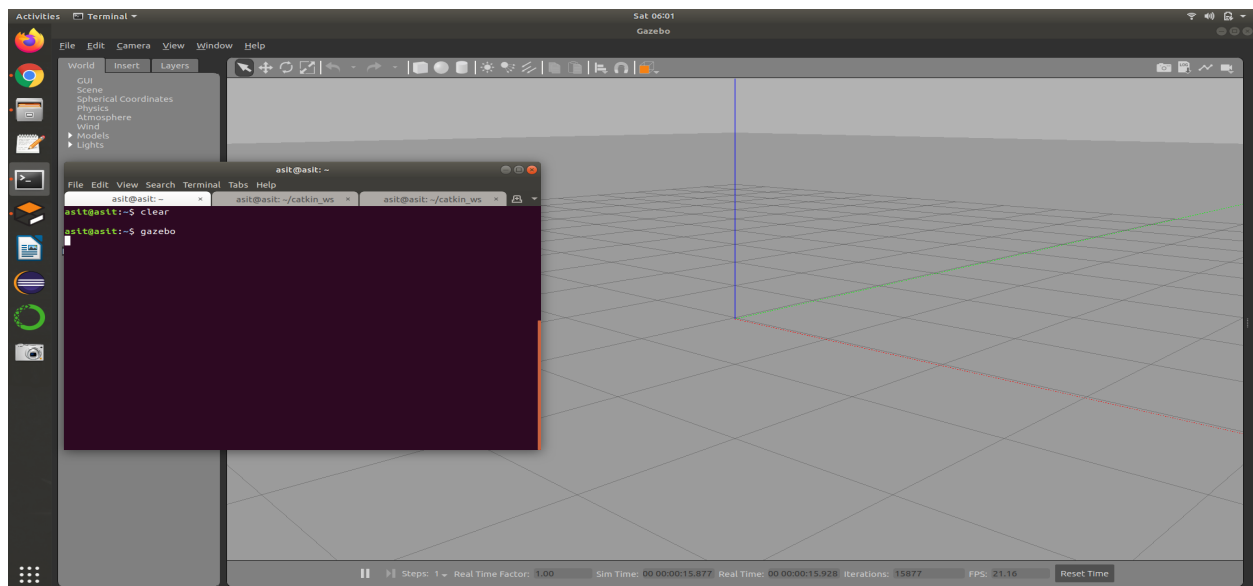 Activities Terminal Sat 06:01
Gazebo
File Edit Camera View Window Help
World Insert Layers
GUI
Scene
Spherical Coordinates
Physics
Atmosphere
Wind
Models
Lights
asit@asit: ~
File Edit View Search Terminal Tabs Help
asit@asit: ~ × asit@asit: ~/catkin_ws × asit@asit: ~/catkin_ws ×
asit@asit:~$ clear
asit@asit:~$ gazebo
Steps: 1 Real Time Factor: 1.00 Sim Time: 00 00:00:15.877 Real Time: 00 00:00:15.928 Iterations: 15877 FPS: 21.16 Reset Time